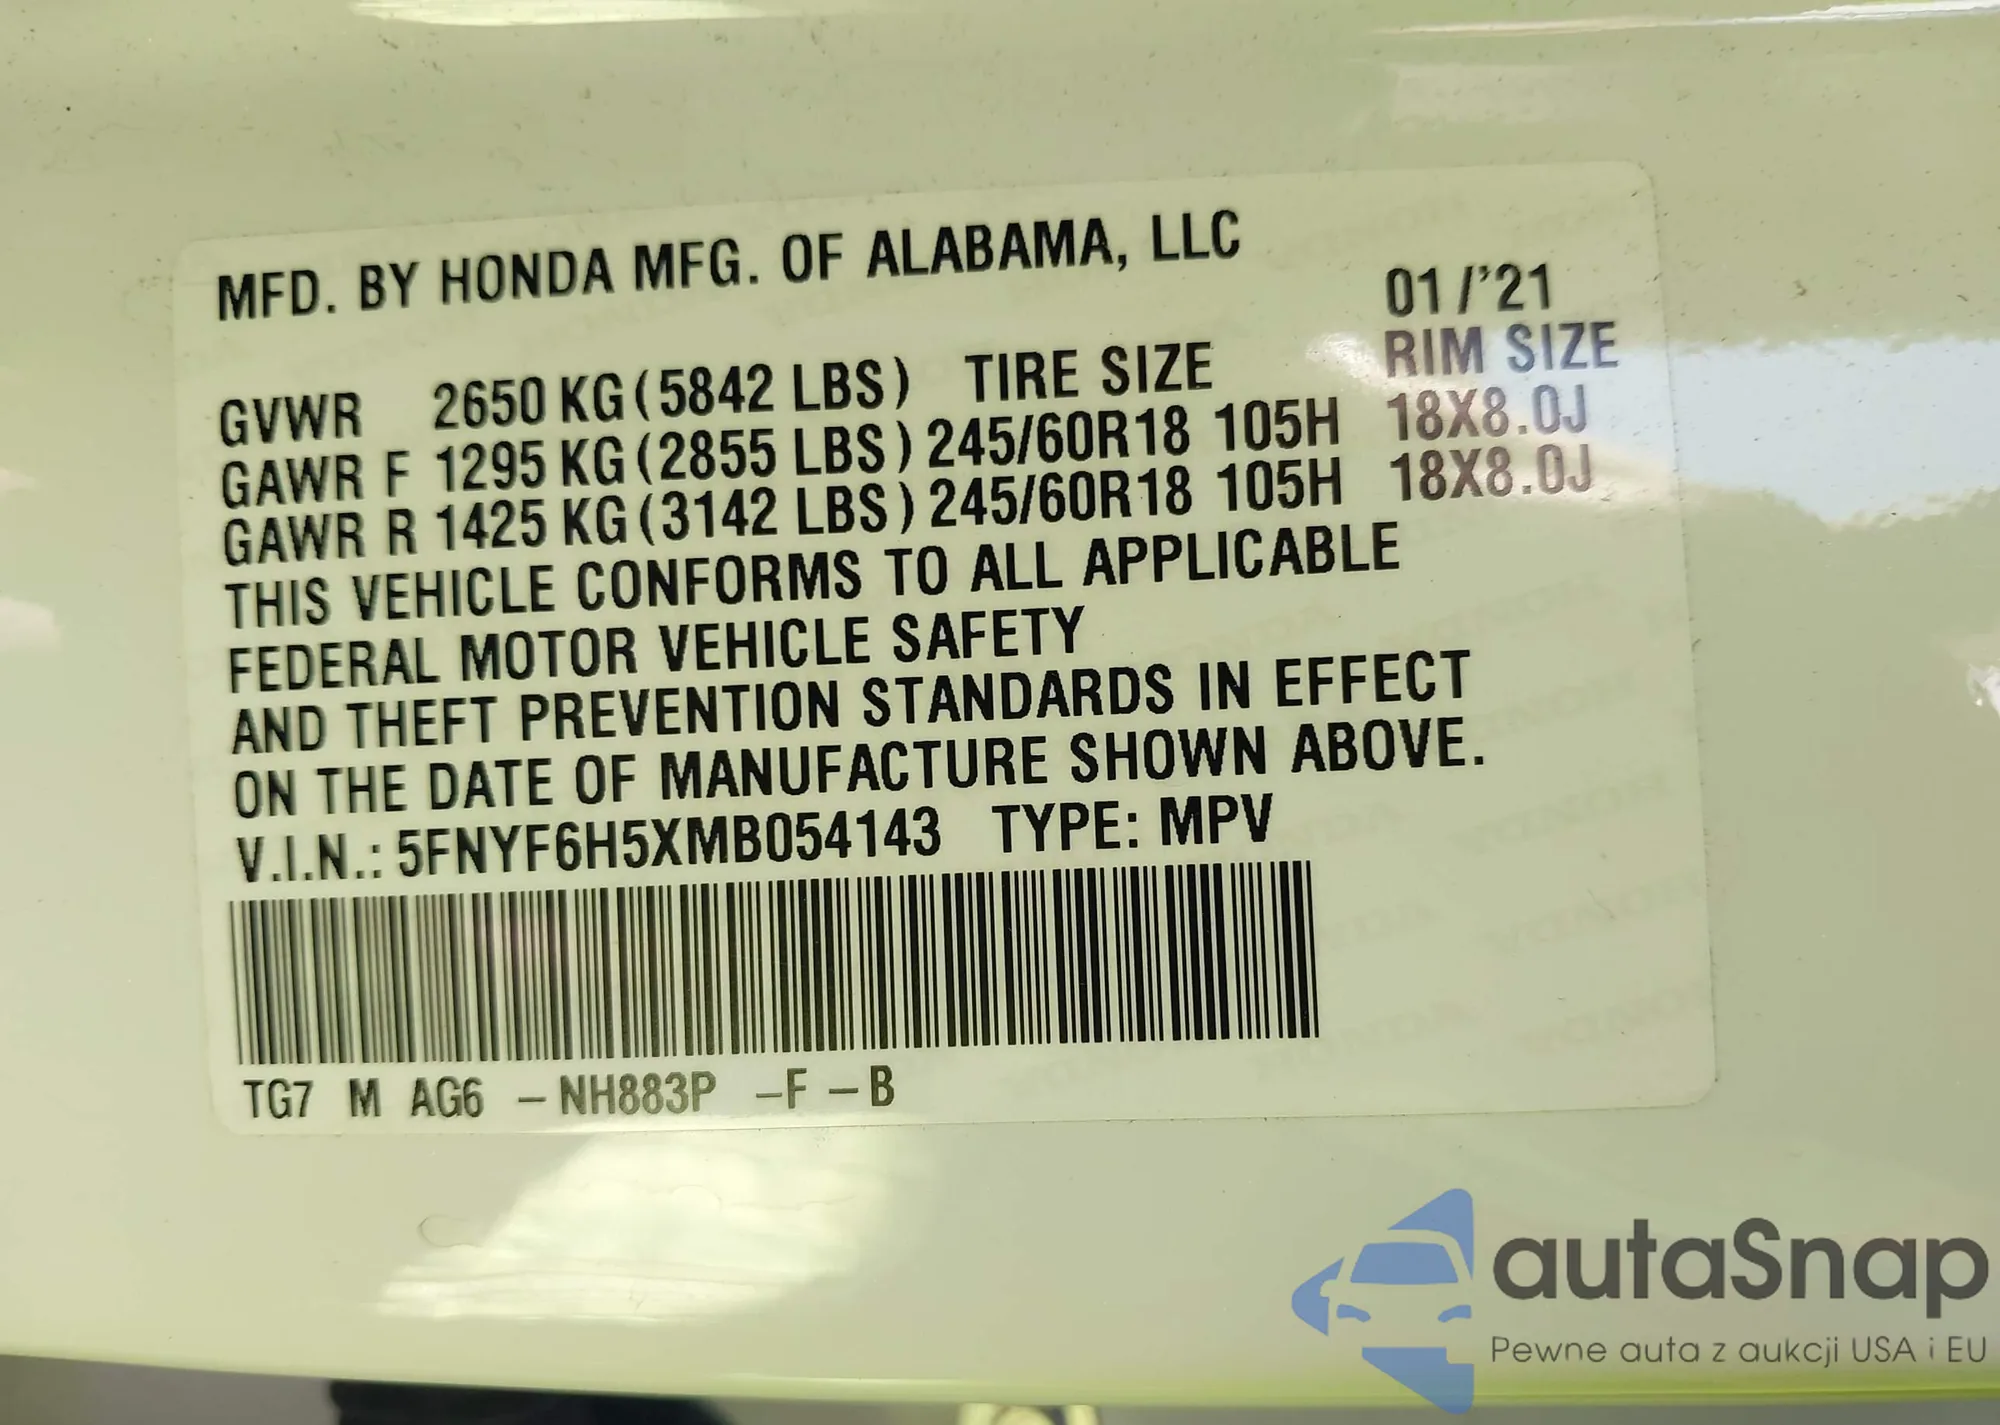 MFD. BY HONDA MFG. OF ALABAMA, LLC
01/'21
GVWR 2650 KG (5842 LBS) TIRE SIZE RIM SIZE
GAWR F 1295 KG (2855 LBS) 245/60R18 105H 18X8.0J
GAWR R 1425 KG (3142 LBS) 245/60R18 105H 18X8.0J
THIS VEHICLE CONFORMS TO ALL APPLICABLE
FEDERAL MOTOR VEHICLE SAFETY
AND THEFT PREVENTION STANDARDS IN EFFECT
ON THE DATE OF MANUFACTURE SHOWN ABOVE.
V.I.N.: 5FNYF6H5XMB054143 TYPE: MPV
TG7 M AG6 –NH883P –F –B
autaSnap
Pewne auta z aukcji USA i EU